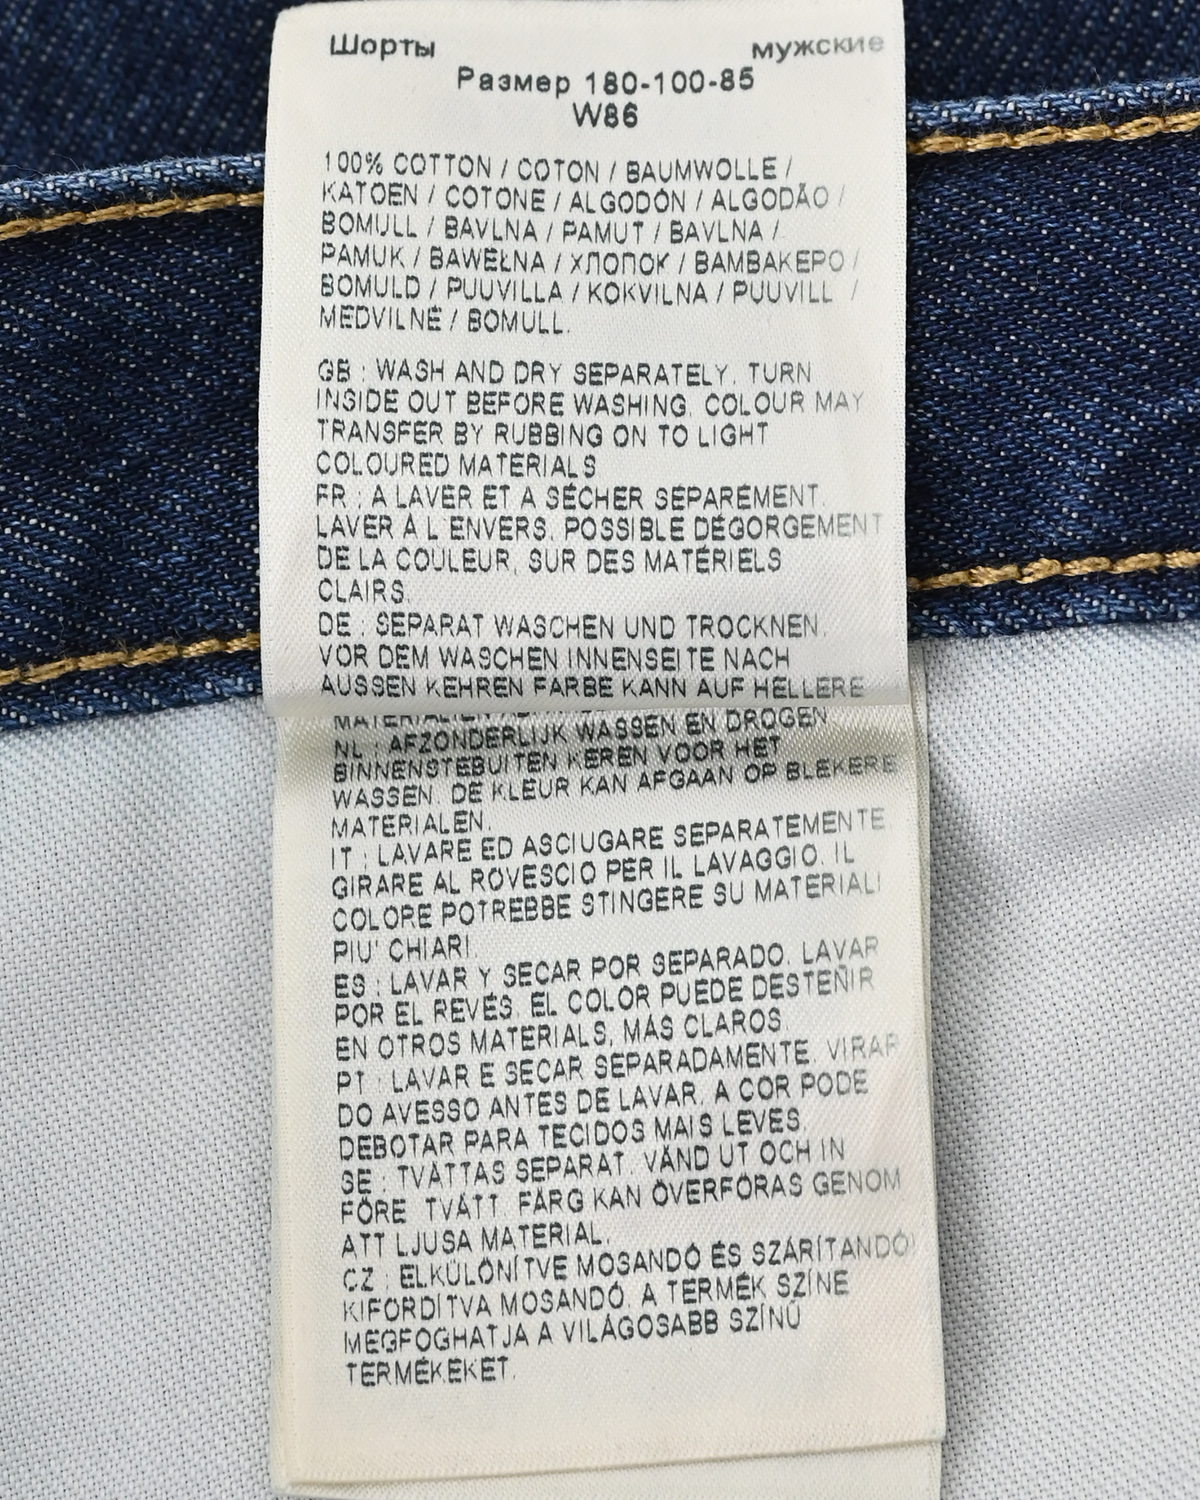 Шорты мужские
Размер 180-100-85
W86
100% COTTON / COTON / BAUMWOLLE /
KATOEN / COTONE / ALGODÓN / ALGODÃO /
BOMULL / BAVLNA / PAMUT / BAVLNA /
PAMUK / BAWEŁNA / ХЛОПОК / BAMBAKEPO /
BOMULD / PUUVILLA / KOKVILNA / PUUVILL /
MEDVILNĖ / BOMULL.
GB : WASH AND DRY SEPARATELY. TURN
INSIDE OUT BEFORE WASHING. COLOUR MAY
TRANSFER BY RUBBING ON TO LIGHT
COLOURED MATERIALS
FR : A LAVER ET A SÉCHER SÉPARÉMENT.
LAVER À L'ENVERS. POSSIBLE DÉGORGEMENT
DE LA COULEUR, SUR DES MATÉRIELS
CLAIRS.
DE : SEPARAT WASCHEN UND TROCKNEN.
VOR DEM WASCHEN INNENSEITE NACH
AUSSEN KEHREN FARBE KANN AUF HELLERE
MATERIALIEN
NL : AFZONDERLIJK WASSEN EN DROGEN
BINNENSTEBUITEN KEREN VOOR HET
WASSEN. DE KLEUR KAN AFGAAN OP BLEKERE
MATERIALEN.
IT : LAVARE ED ASCIUGARE SEPARATEMENTE.
GIRARE AL ROVESCIO PER IL LAVAGGIO. IL
COLORE POTREBBE STINGERE SU MATERIALI
PIU' CHIARI.
ES : LAVAR Y SECAR POR SEPARADO. LAVAR
POR EL REVÉS. EL COLOR PUEDE DESTEÑIR
EN OTROS MATERIALS, MÁS CLAROS.
PT : LAVAR E SECAR SEPARADAMENTE. VIRAR
DO AVESSO ANTES DE LAVAR. A COR PODE
DEBOTAR PARA TECIDOS MAIS LEVES.
SE : TVÄTTAS SEPARAT. VÄND UT OCH IN
FÖRE TVÄTT. FÄRG KAN ÖVERFÖRAS GENOM
ATT LJUSA MATERIAL.
CZ : ELKÜLÖNÍTVE MOSANDÓ ÉS SZÁRÍTANDÓ!
KIFORDÍTVA MOSANDÓ. A TERMÉK SZÍNE
MEGFOGHATJA A VILÁGOSABB SZÍNŰ
TERMÉKEKET.